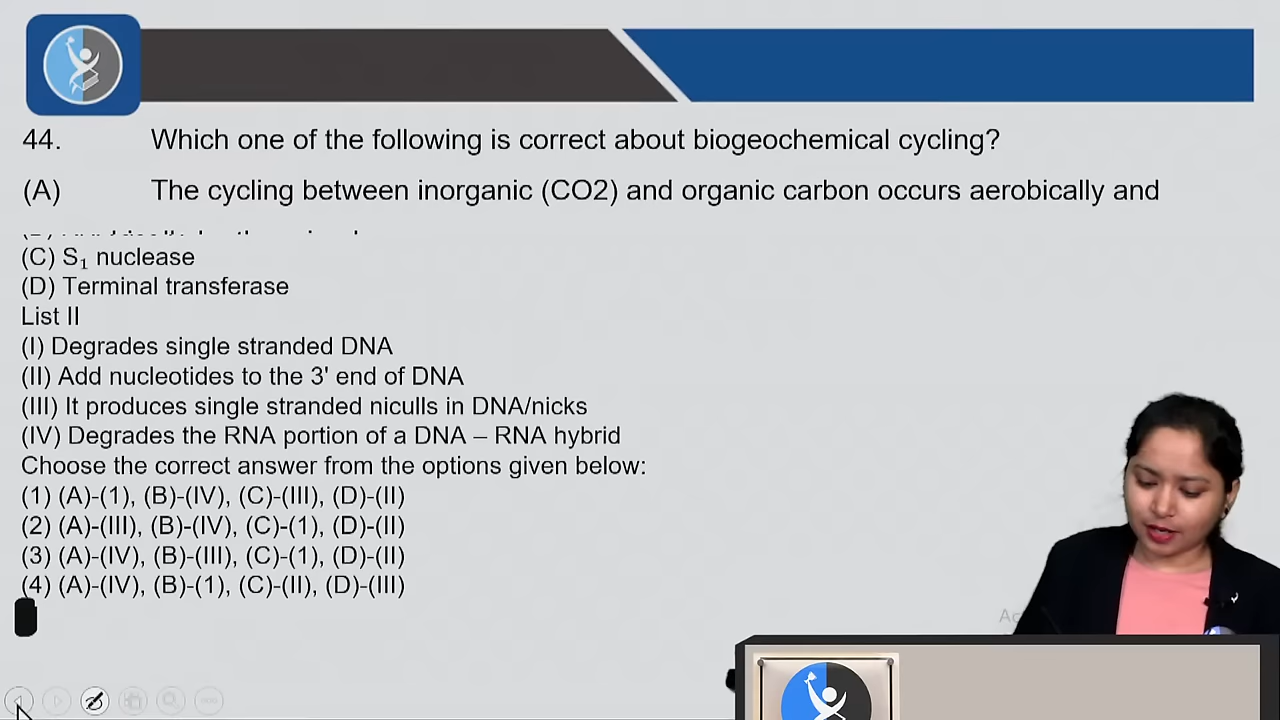 44. Which one of the following is correct about biogeochemical cycling?
(A) The cycling between inorganic (CO2) and organic carbon occurs aerobically and
(C) S₁ nuclease
(D) Terminal transferase
List II
(I) Degrades single stranded DNA
(II) Add nucleotides to the 3' end of DNA
(III) It produces single stranded niculls in DNA/nicks
(IV) Degrades the RNA portion of a DNA – RNA hybrid
Choose the correct answer from the options given below:
(1) (A)-(1), (B)-(IV), (C)-(III), (D)-(II)
(2) (A)-(III), (B)-(IV), (C)-(1), (D)-(II)
(3) (A)-(IV), (B)-(III), (C)-(1), (D)-(II)
(4) (A)-(IV), (B)-(1), (C)-(II), (D)-(III)